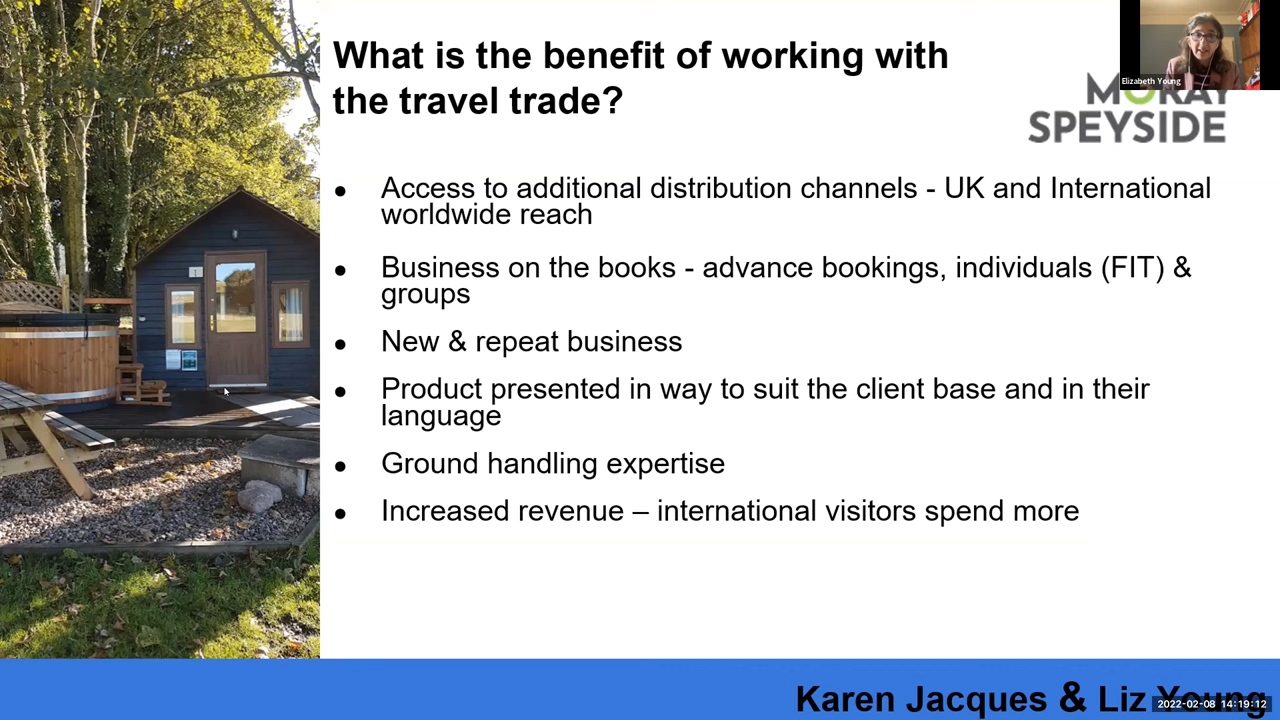 What is the benefit of working with
the travel trade?
Elizabeth Young
MORAY
SPEYSIDE
● Access to additional distribution channels - UK and International
worldwide reach
● Business on the books - advance bookings, individuals (FIT) &
groups
● New & repeat business
● Product presented in way to suit the client base and in their
language
● Ground handling expertise
● Increased revenue – international visitors spend more
Karen Jacques & Liz Young
2022-02-08 14:19:12